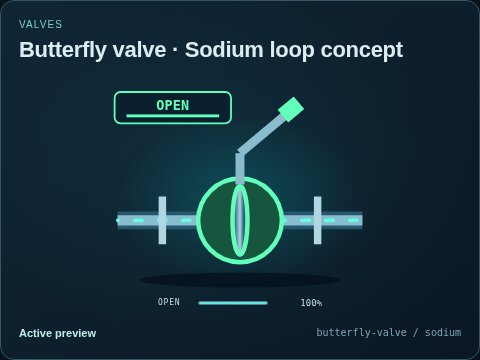 VALVES
Butterfly valve · Sodium loop concept
OPEN
OPEN 100%
Active preview butterfly-valve / sodium